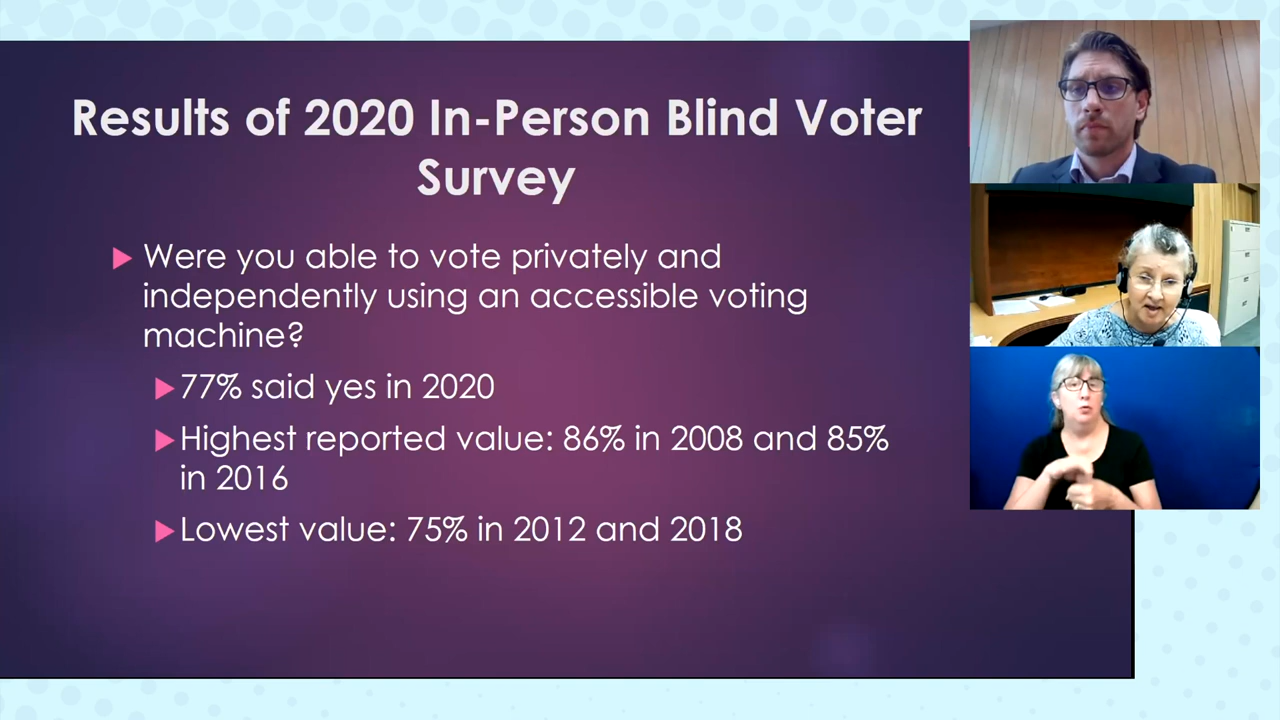 Results of 2020 In-Person Blind Voter
Survey
Were you able to vote privately and
independently using an accessible voting
machine?
77% said yes in 2020
Highest reported value: 86% in 2008 and 85%
in 2016
Lowest value: 75% in 2012 and 2018